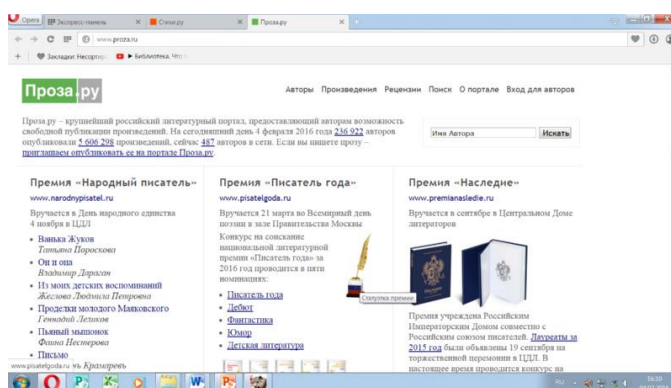 Opera
Экспресс-панель
Стихи.ру
Проза.ру
www.proza.ru
Закладки
Библиотека. Что
Проза.ру
Авторы Произведения Рецензии Поиск О портале Вход для авторов
Проза.ру – крупнейший российский литературный портал, предоставляющий авторам возможность
свободной публикации произведений. На сегодняшний день 4 февраля 2016 года 236 922 авторов
опубликовали 5 606 298 произведений, сейчас 487 авторов в сети. Если вы пишете прозу –
приглашаем опубликовать ее на портале Проза.ру.
Имя Автора
Искать
Премия «Народный писатель»
www.narodnypisatel.ru
Вручается в День народного единства
4 ноября в ЦДЛ
• Ванька Жуков
Татьяна Пороскова
• Он и она
Владимир Дараган
• Из моих детских воспоминаний
Жеглова Людмила Петровна
• Проделки молодого Маяковского
Геннадий Леликов
• Пьяный мышонок
Фаина Нестерова
• Письмо
Крамаревъ
Премия «Писатель года»
www.pisatelgoda.ru
Вручается 21 марта во Всемирный день
поэзии в зале Правительства Москвы
Конкурс на соискание
национальной литературной
премии «Писатель года» за
2016 год проводится в пяти
номинациях:
• Писатель года
• Дебют
• Фантастика
• Юмор
• Детская литература
Статуэтка премии
Премия «Наследие»
www.premianasledie.ru
Вручается в сентябре в Центральном Доме
литераторов
Премия учреждена Российским
Императорским Домом совместно с
Российским союзом писателей. Лауреаты за
2015 год были объявлены 19 сентября на
торжественной церемонии в ЦДЛ. В
настоящее время проводится конкурс на
www.pisatelgoda.ru
RU
16:10